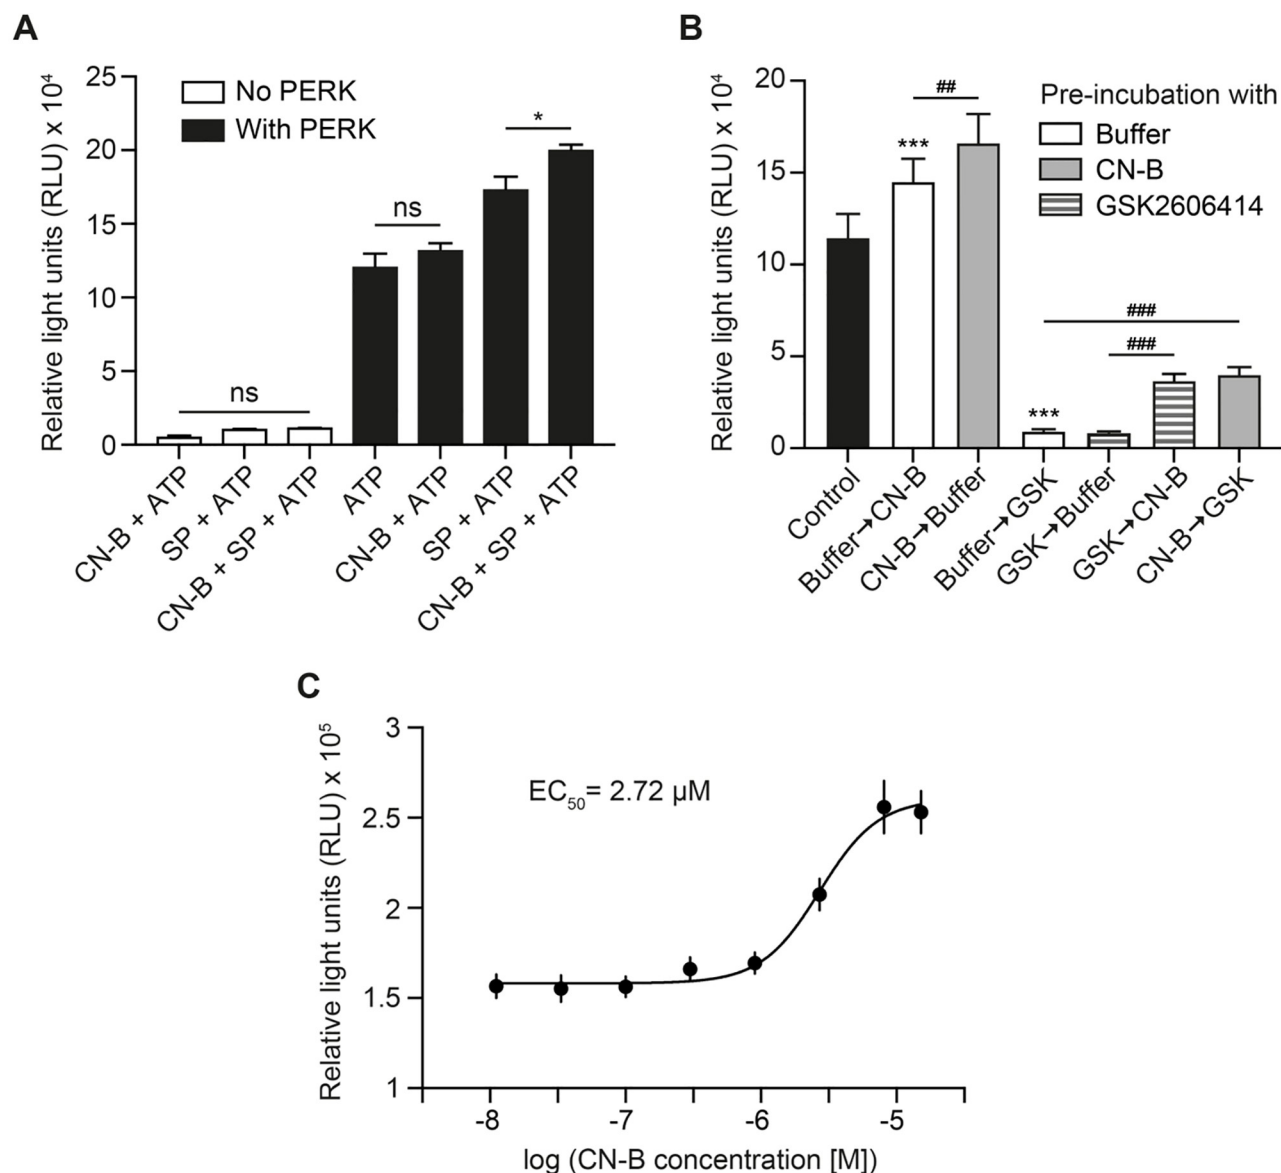 A
Relative light units (RLU) x 10⁴
25
20
15
10
5
0
No PERK
With PERK
ns
ns
*
CN-B + ATP
SP + ATP
CN-B + SP + ATP
ATP
CN-B + ATP
SP + ATP
CN-B + SP + ATP
B
Relative light units (RLU) x 10⁴
20
15
10
5
0
Pre-incubation with
Buffer
CN-B
GSK2606414
##
***
###
###
***
Control
Buffer→CN-B
CN-B→Buffer
Buffer→GSK
GSK→Buffer
GSK→CN-B
CN-B→GSK
C
Relative light units (RLU) x 10⁵
3
2.5
2
1.5
1
EC₅₀= 2.72 µM
-8
-7
-6
-5
log (CN-B concentration [M])